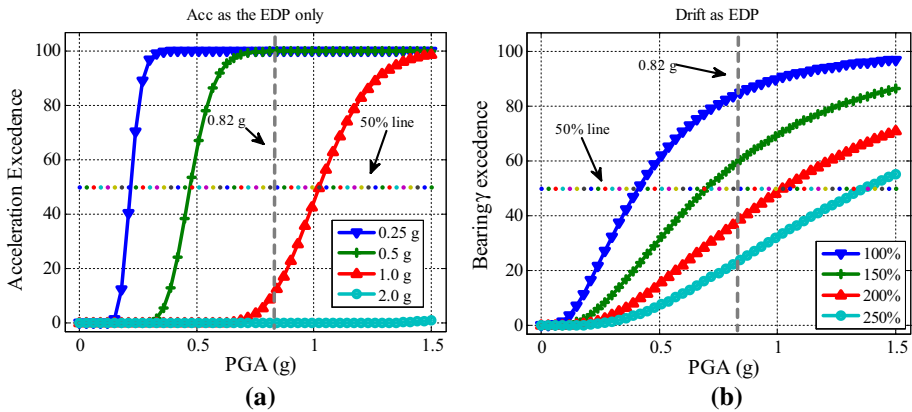 Acc as the EDP only
Acceleration Excedence
100
80
60
40
20
0
0.82 g
50% line
0.25 g
0.5 g
1.0 g
2.0 g
0
0.5
1
1.5
PGA (g)
(a)
Drift as EDP
Bearing γ excedence
100
80
60
40
20
0
0.82 g
50% line
100%
150%
200%
250%
0
0.5
1
1.5
PGA (g)
(b)